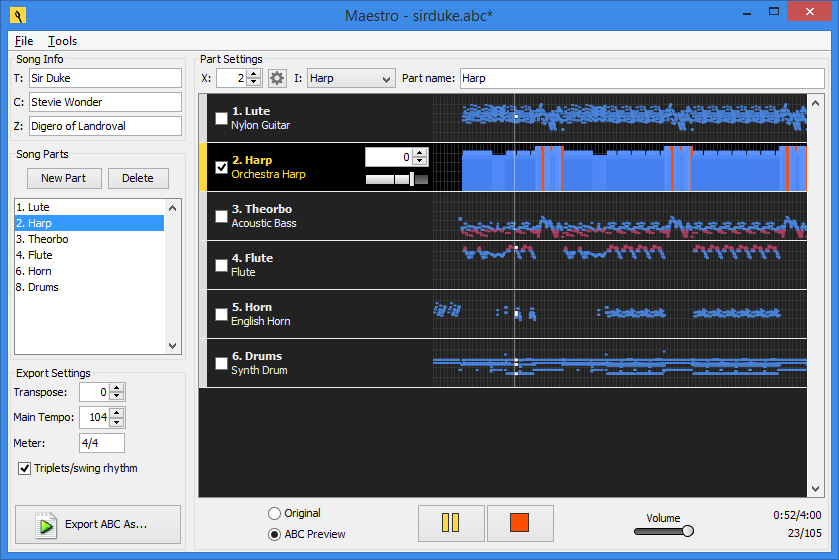 Maestro - sirduke.abc*
File Tools
Song Info
T: Sir Duke
C: Stevie Wonder
Z: Digero of Landroval
Song Parts
New Part Delete
1. Lute
2. Harp
3. Theorbo
4. Flute
6. Horn
8. Drums
Export Settings
Transpose: 0
Main Tempo: 104
Meter: 4/4
Triplets/swing rhythm
Export ABC As...
Part Settings
X: 2 I: Harp Part name: Harp
1. Lute
Nylon Guitar
2. Harp 0
Orchestra Harp
3. Theorbo
Acoustic Bass
4. Flute
Flute
5. Horn
English Horn
6. Drums
Synth Drum
Original
ABC Preview
Volume
0:52/4:00
23/105